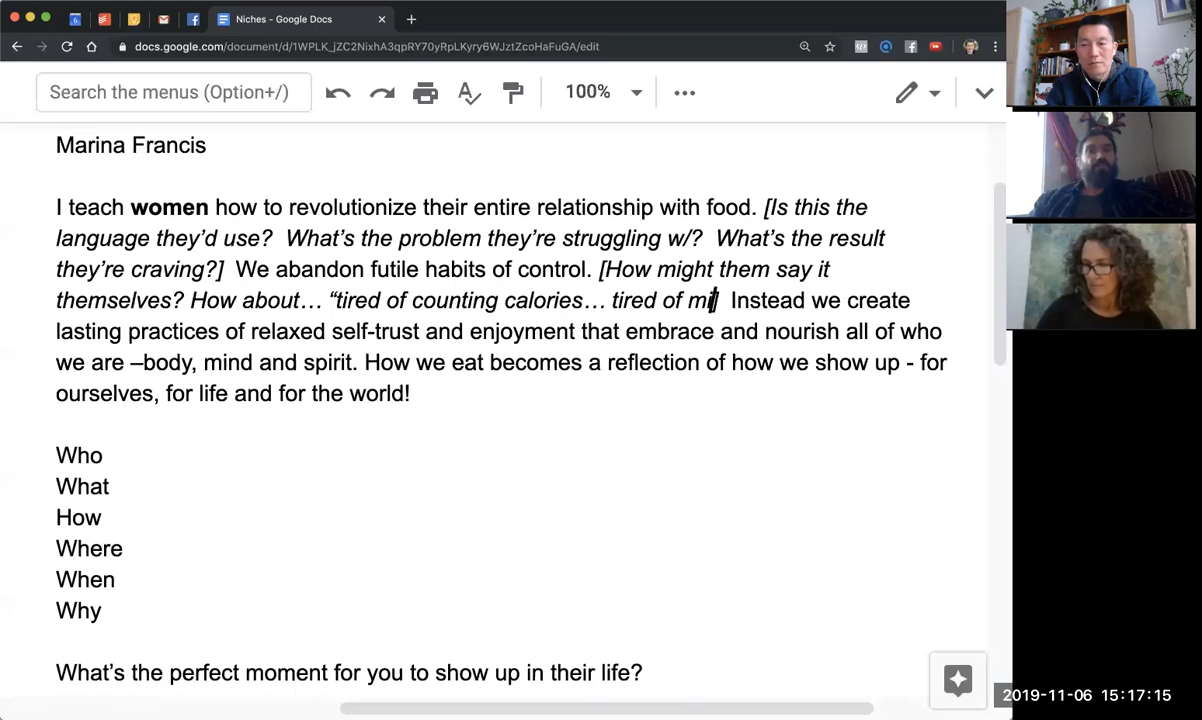 6
Niches - Google Docs
docs.google.com/document/d/1WPLK_jZC2NixhA3qpRY70yRpLKyry6WJztZcoHaFuGA/edit
Search the menus (Option+/)
100%
Marina Francis
I teach women how to revolutionize their entire relationship with food. [Is this the
language they'd use? What's the problem they're struggling w/? What's the result
they're craving?] We abandon futile habits of control. [How might them say it
themselves? How about… “tired of counting calories… tired of mi] Instead we create
lasting practices of relaxed self-trust and enjoyment that embrace and nourish all of who
we are –body, mind and spirit. How we eat becomes a reflection of how we show up - for
ourselves, for life and for the world!
Who
What
How
Where
When
Why
What's the perfect moment for you to show up in their life?
2019-11-06 15:17:15